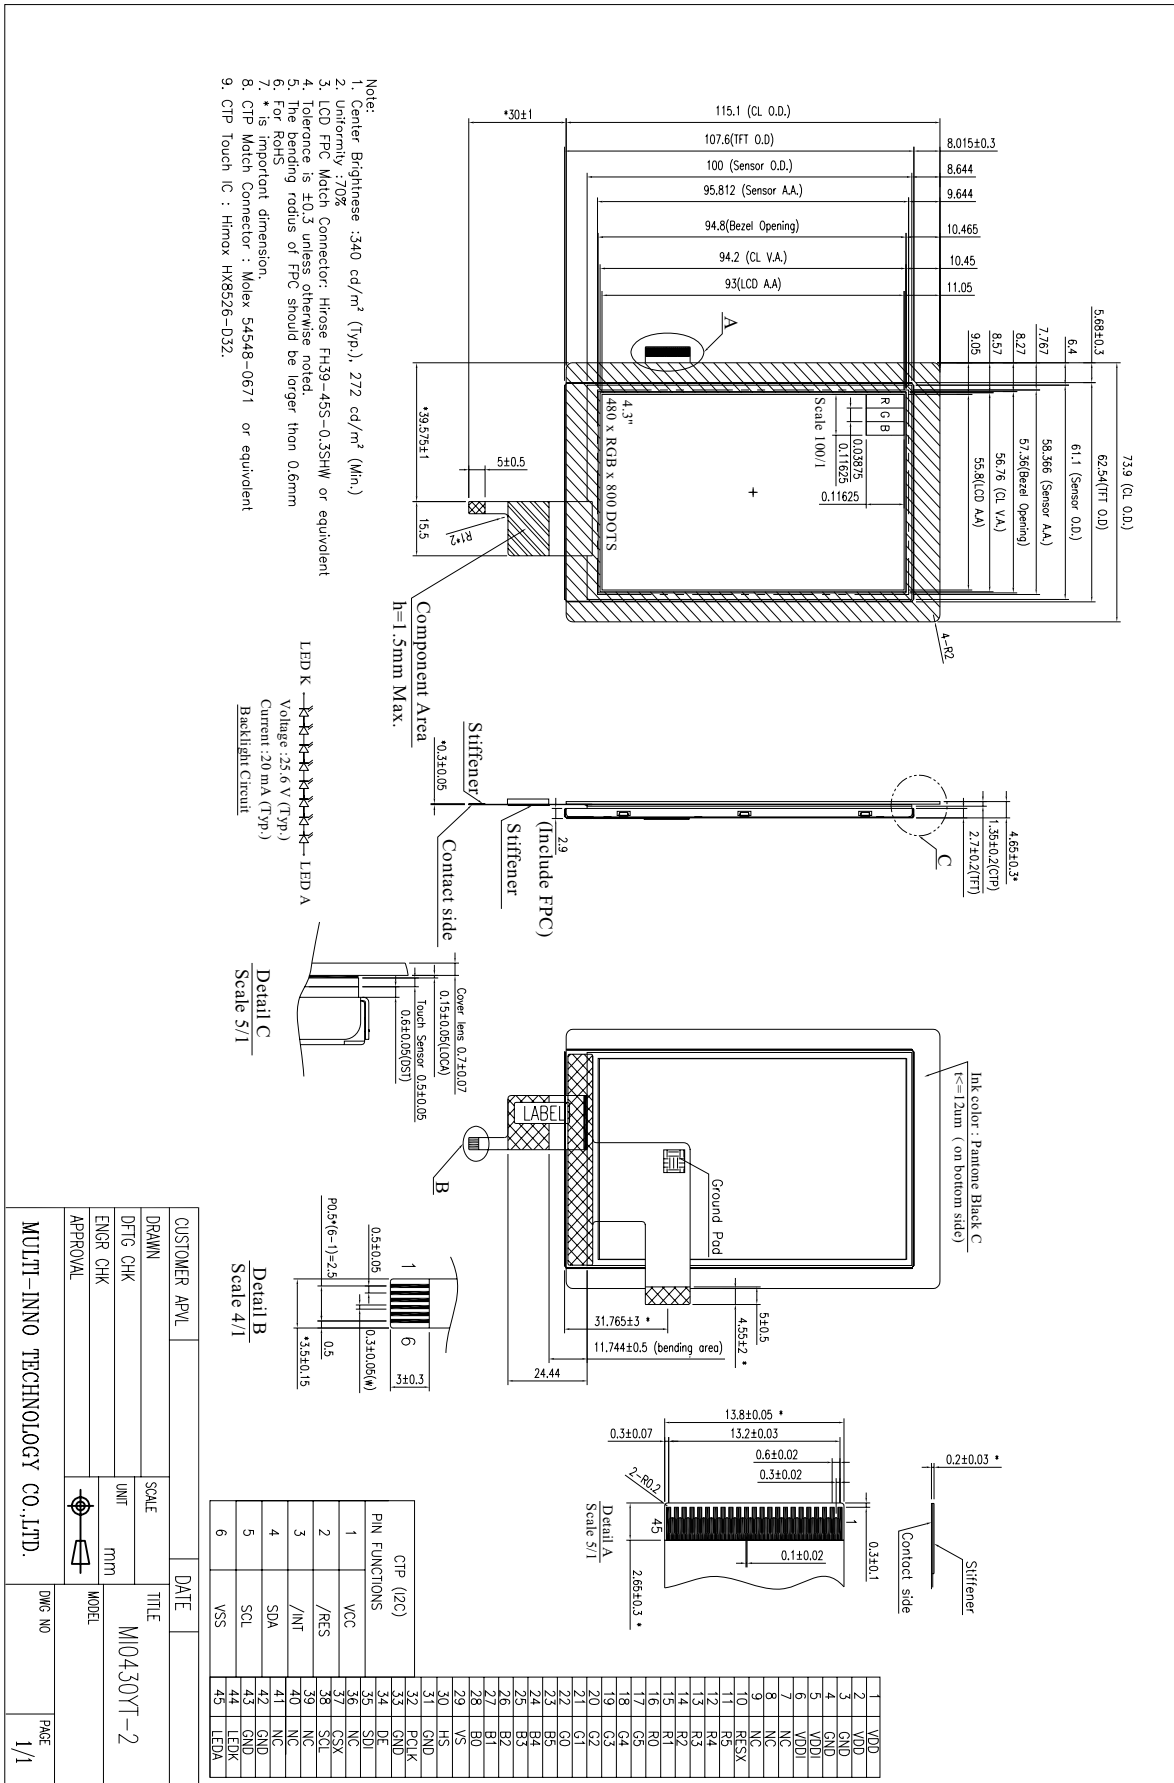 Note:
1. Center Brightnese :340 cd/m² (Typ.), 272 cd/m² (Min.)
2. Uniformity :70%
3. LCD FPC Match Connector: Hirose FH39-45S-0.3SHW or equivalent
4. Tolerance is ±0.3 unless otherwise noted.
5. The bending radius of FPC should be larger than 0.6mm
6. For RoHS
7. * is important dimension.
8. CTP Match Connector : Molex 54548-0671 or equivalent
9. CTP Touch IC : Himax HX8526-D32.
73.9 (CL O.D.)
62.54(TFT O.D)
61.1 (Sensor O.D.)
58.366 (Sensor A.A.)
57.36(Bezel Opening)
56.76 (CL V.A.)
55.8(LCD A.A)
5.68±0.3
6.4
7.767
8.27
8.57
9.05
4-R2
*30±1
115.1 (CL O.D.)
107.6(TFT O.D)
100 (Sensor O.D.)
95.812 (Sensor A.A.)
94.8(Bezel Opening)
94.2 (CL V.A.)
93(LCD A.A)
8.015±0.3
8.644
9.644
10.465
10.45
11.05
A
R G B
0.03875
0.11625
0.11625
Scale 100/1
4.3"
480 x RGB x 800 DOTS
*39.575±1
5±0.5
15.5
R1*2
Component Area
h=1.5mm Max.
4.65±0.3*
1.35±0.2(CTP)
2.7±0.2(TFT)
C
2.9
(Include FPC)
Stiffener
Stiffener
Contact side
*0.3±0.05
LED K
LED A
Voltage :25.6 V (Typ.)
Current :20 mA (Typ.)
Backlight Circuit
Cover lens 0.7±0.07
0.15±0.05(LOCA)
Touch Sensor 0.5±0.05
0.6±0.05(DST)
Detail C
Scale 5/1
Ink color : Pantone Black C
t<=12um ( on bottom side)
Ground Pad
LABEL
B
5±0.5
4.55±2 *
31.765±3 *
11.744±0.5 (bending area)
24.44
1
6
3±0.3
0.5±0.05
0.3±0.05(w)
P0.5*(6-1)=2.5
0.5
*3.5±0.15
Detail B
Scale 4/1
0.2±0.03 *
Stiffener
Contact side
13.8±0.05 *
0.3±0.07
13.2±0.03
0.6±0.02
0.3±0.02
0.3±0.1
1
45
0.1±0.02
2-R0.2
2.65±0.3 *
Detail A
Scale 5/1
CTP (I2C)
PIN FUNCTIONS
1 VCC
2 /RES
3 /INT
4 SDA
5 SCL
6 VSS
1 VDD
2 VDD
3 GND
4 GND
5 VDDI
6 VDDI
7 NC
8 NC
9 NC
10 RESX
11 R5
12 R4
13 R3
14 R2
15 R1
16 R0
17 G5
18 G4
19 G3
20 G2
21 G1
22 G0
23 B5
24 B4
25 B3
26 B2
27 B1
28 B0
29 VS
30 HS
31 GND
32 PCLK
33 GND
34 DE
35 SDI
36 NC
37 CSX
38 SCL
39 NC
40 NC
41 NC
42 GND
43 GND
44 LEDK
45 LEDA
CUSTOMER APVL
DATE
DRAWN
DFTG CHK
ENGR CHK
APPROVAL
SCALE
UNIT mm
TITLE
MI0430YT-2
MODEL
MULTI-INNO TECHNOLOGY CO.,LTD.
DWG NO
PAGE
1/1